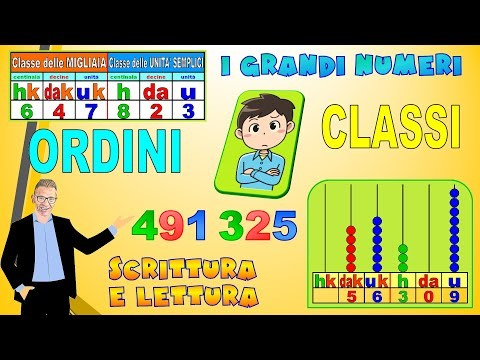 Classe delle MIGLIAIA Classe delle UNITA' SEMPLICI
centinaia decine unità centinaia decine unità
hk dak uk h da u
6 4 7 8 2 3
I GRANDI NUMERI
ORDINI
CLASSI
491 325
SCRITTURA
E LETTURA
hk dak uk h da u
5 6 3 0 9